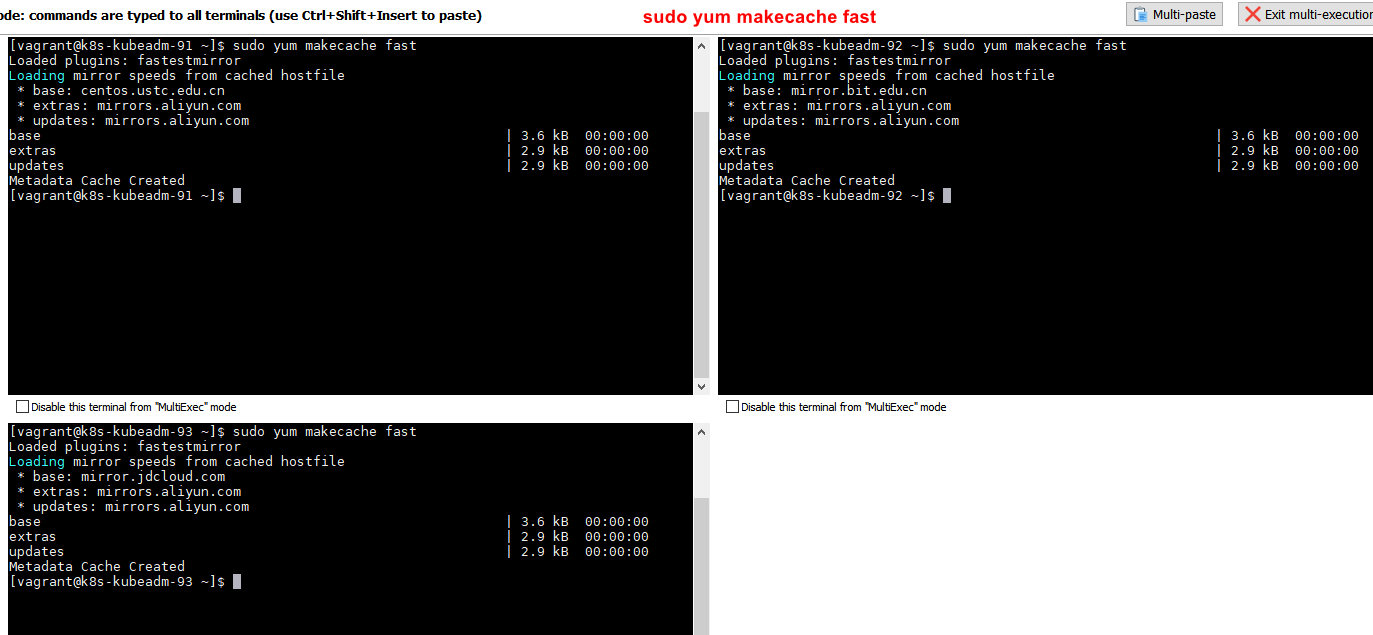 ode: commands are typed to all terminals (use Ctrl+Shift+Insert to paste)
sudo yum makecache fast
Multi-paste
Exit multi-execution
[vagrant@k8s-kubeadm-91 ~]$ sudo yum makecache fast
Loaded plugins: fastestmirror
Loading mirror speeds from cached hostfile
* base: centos.ustc.edu.cn
* extras: mirrors.aliyun.com
* updates: mirrors.aliyun.com
base | 3.6 kB 00:00:00
extras | 2.9 kB 00:00:00
updates | 2.9 kB 00:00:00
Metadata Cache Created
[vagrant@k8s-kubeadm-91 ~]$
Disable this terminal from "MultiExec" mode
[vagrant@k8s-kubeadm-92 ~]$ sudo yum makecache fast
Loaded plugins: fastestmirror
Loading mirror speeds from cached hostfile
* base: mirror.bit.edu.cn
* extras: mirrors.aliyun.com
* updates: mirrors.aliyun.com
base | 3.6 kB 00:00:00
extras | 2.9 kB 00:00:00
updates | 2.9 kB 00:00:00
Metadata Cache Created
[vagrant@k8s-kubeadm-92 ~]$
Disable this terminal from "MultiExec" mode
[vagrant@k8s-kubeadm-93 ~]$ sudo yum makecache fast
Loaded plugins: fastestmirror
Loading mirror speeds from cached hostfile
* base: mirror.jdcloud.com
* extras: mirrors.aliyun.com
* updates: mirrors.aliyun.com
base | 3.6 kB 00:00:00
extras | 2.9 kB 00:00:00
updates | 2.9 kB 00:00:00
Metadata Cache Created
[vagrant@k8s-kubeadm-93 ~]$